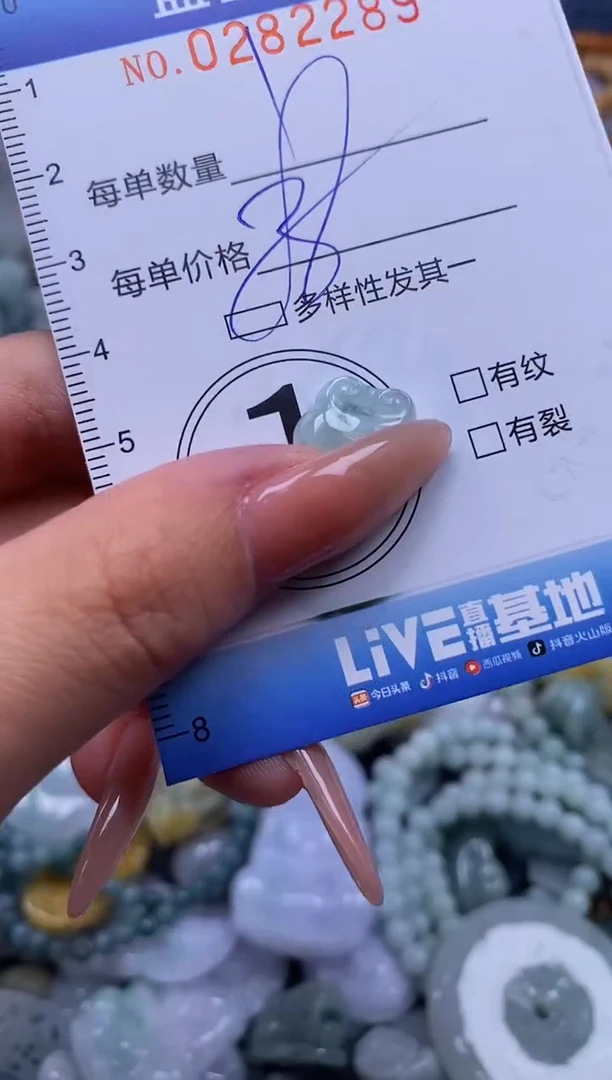 NO.0282289
1
2
每单数量
3
每单价格
多样性发其一
4
1
有纹
5
有裂
LiVE直播基地
今日头条 抖音 西瓜视频 抖音火山版
8